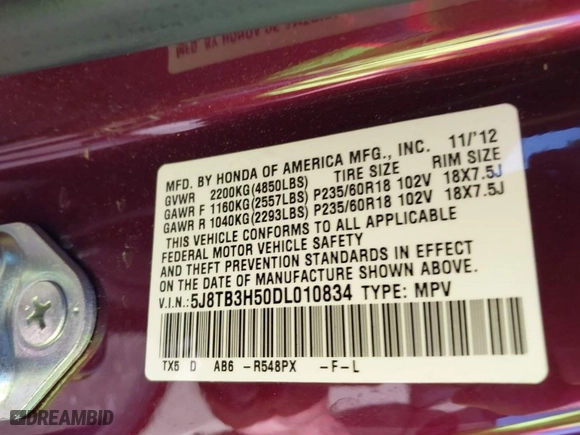 MFD. BY HONDA OF AMERICA MFG., INC. 11/'12
GVWR 2200KG(4850LBS) TIRE SIZE RIM SIZE
GAWR F 1160KG(2557LBS) P235/60R18 102V 18X7.5J
GAWR R 1040KG(2293LBS) P235/60R18 102V 18X7.5J
THIS VEHICLE CONFORMS TO ALL APPLICABLE
FEDERAL MOTOR VEHICLE SAFETY
AND THEFT PREVENTION STANDARDS IN EFFECT
ON THE DATE OF MANUFACTURE SHOWN ABOVE.
V.I.N.: 5J8TB3H50DL010834 TYPE: MPV
TX5 D AB6 -R548PX -F-L
DREAMBID